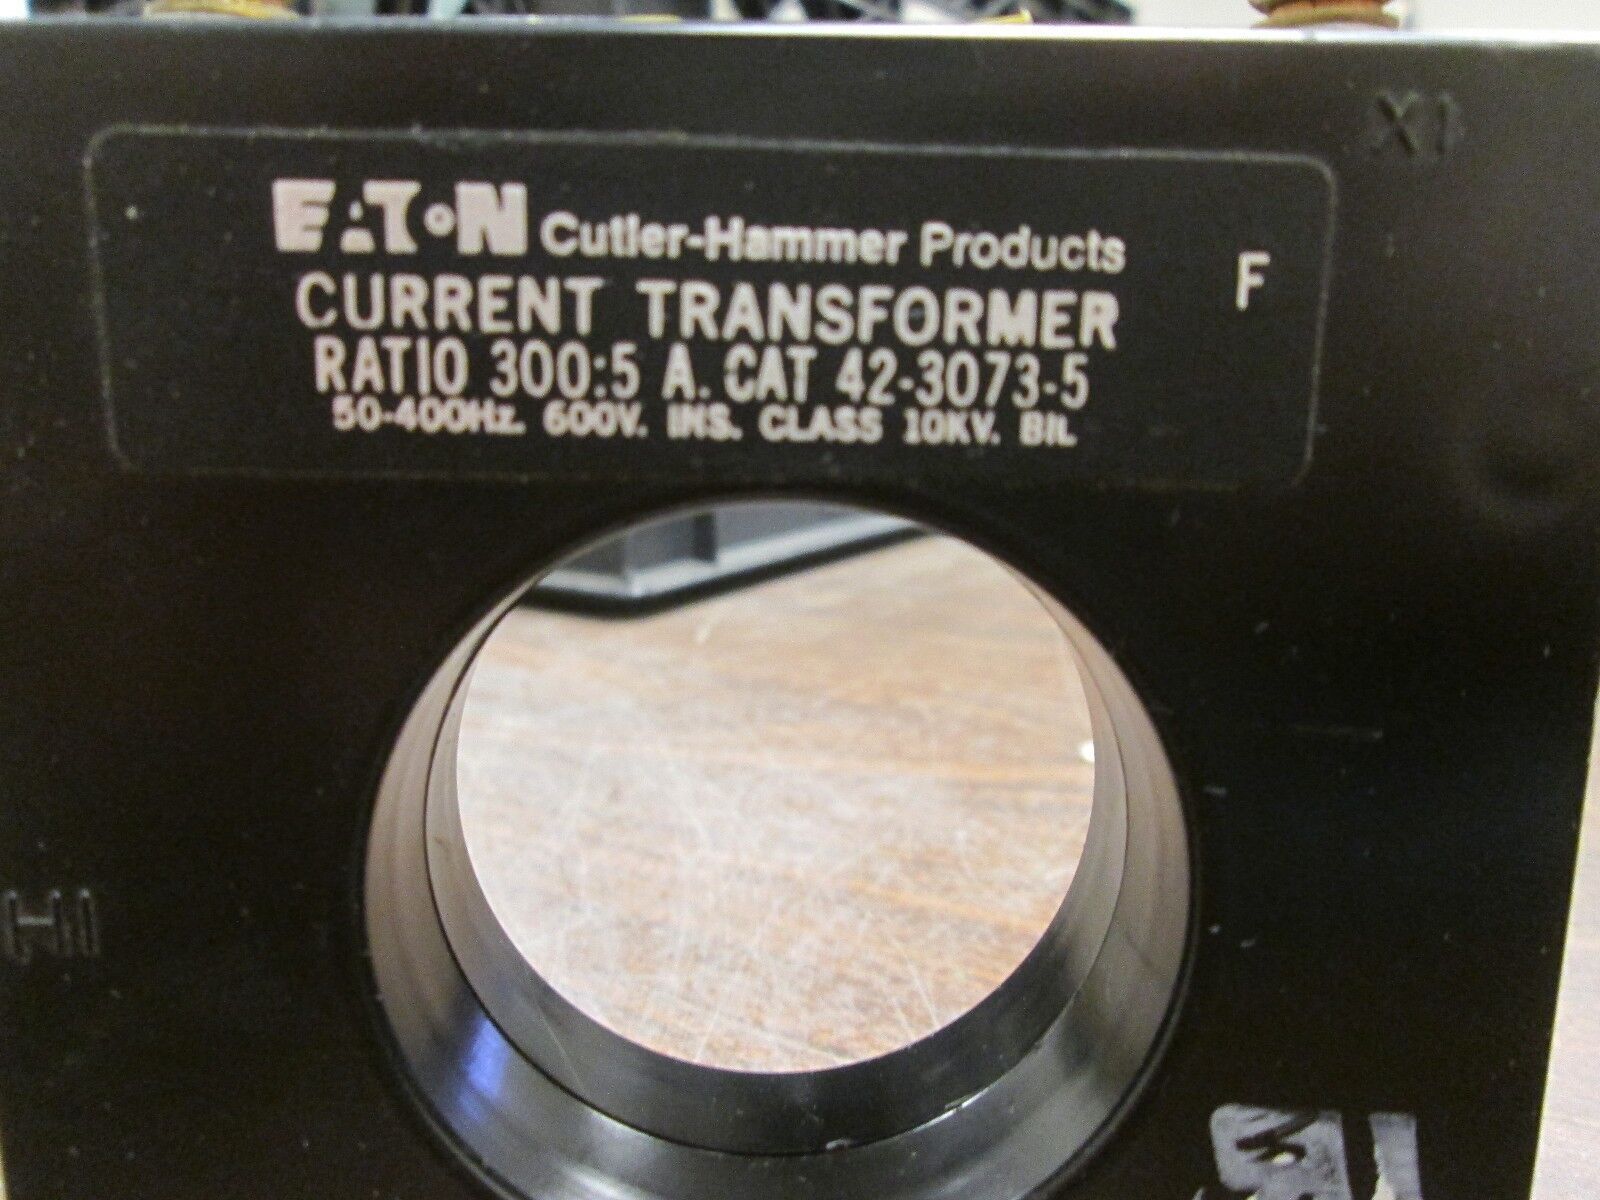 X1
EATON Cutler-Hammer Products
F
CURRENT TRANSFORMER
RATIO 300:5 A. CAT 42-3073-5
50-400Hz. 600V. INS. CLASS 10KV. BIL
H1